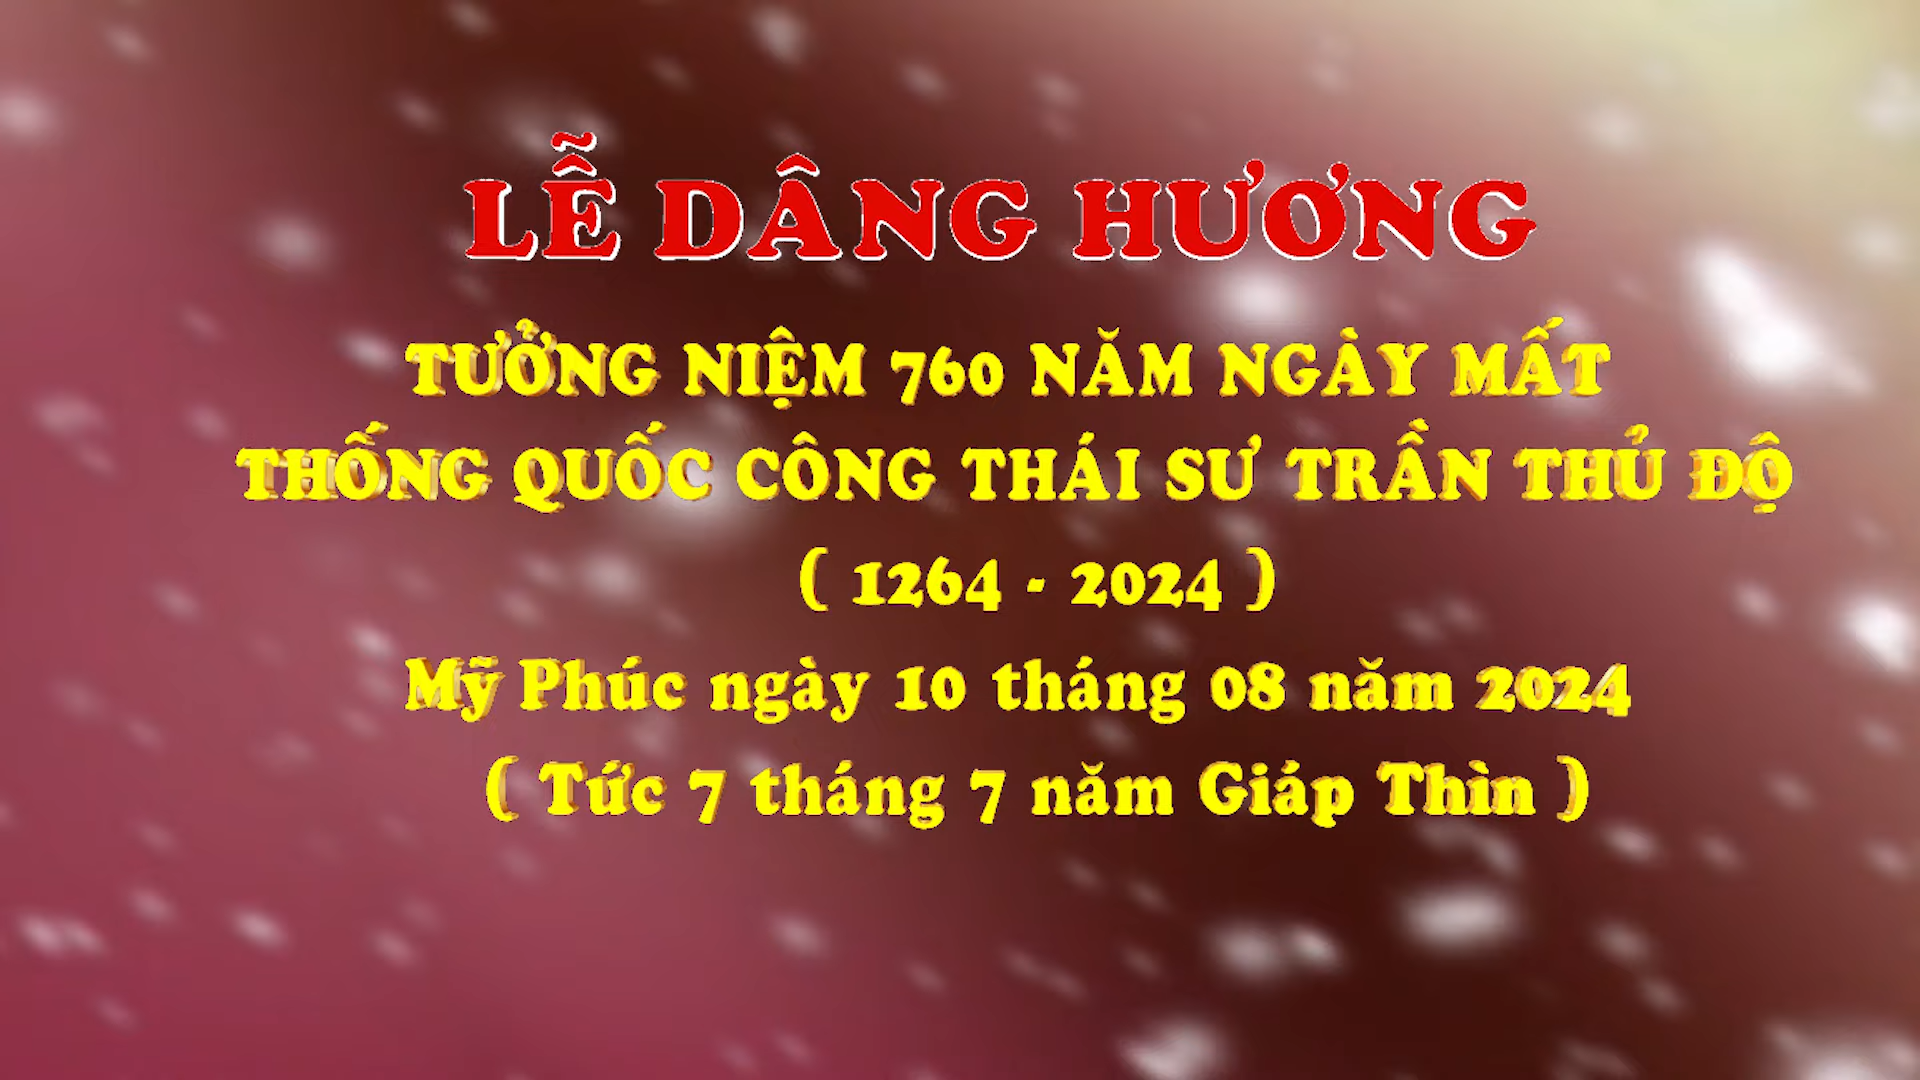 LỄ DÂNG HƯƠNG
TƯỞNG NIỆM 760 NĂM NGÀY MẤT
THỐNG QUỐC CÔNG THÁI SƯ TRẦN THỦ ĐỘ
( 1264 - 2024 )
Mỹ Phúc ngày 10 tháng 08 năm 2024
( Tức 7 tháng 7 năm Giáp Thìn )